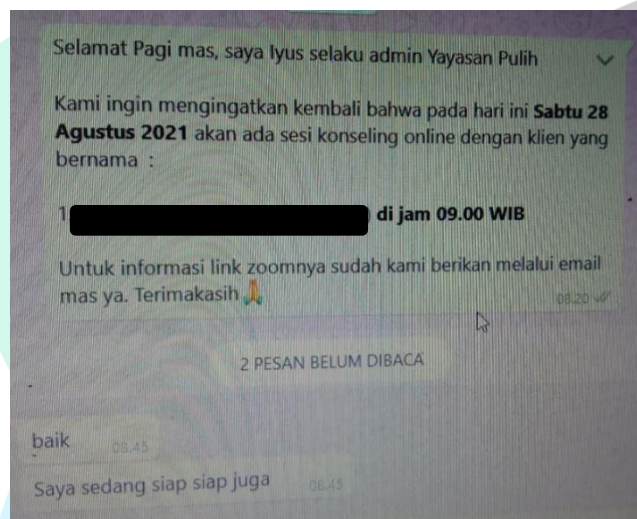 Selamat Pagi mas, saya Iyus selaku admin Yayasan Pulih
Kami ingin mengingatkan kembali bahwa pada hari ini Sabtu 28
Agustus 2021 akan ada sesi konseling online dengan klien yang
bernama :
1 di jam 09.00 WIB
Untuk informasi link zoomnya sudah kami berikan melalui email
mas ya. Terimakasih🙏
08.20
2 PESAN BELUM DIBACA
baik 08.45
Saya sedang siap siap juga 08.45